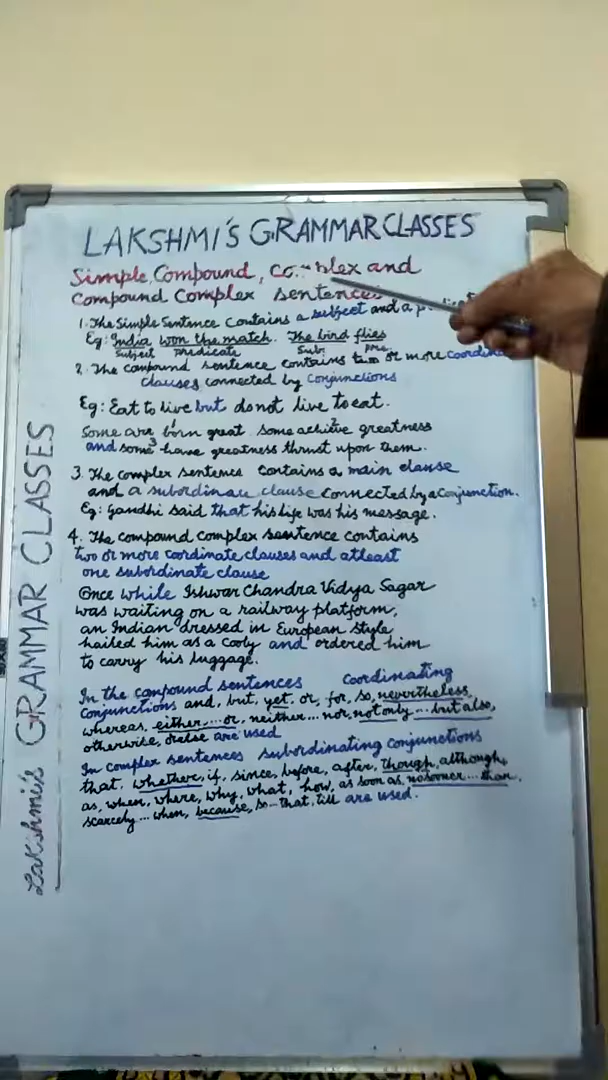 LAKSHMI'S GRAMMAR CLASSES
Simple, Compound, Complex and
Compound Complex sentences
1. The Simple Sentence contains a subject and a
Eg: India won the match. The bird flies
Subject predicate Sub: pre
2. The compound sentence contains two or more
clauses connected by Conjunctions
Eg: Eat to live but do not live to eat.
Some are born great some achieve greatness
and some have greatness thrust upon them.
3. The complex sentence contains a main clause
and a subordinate clause connected by a conjunction.
Eg: Gandhi said that his life was his message.
4. The compound complex sentence contains
two or more coordinate clauses and atleast
one subordinate clause
Once while Ishwar Chandra Vidya Sagar
was waiting on a railway platform,
an Indian dressed in European style
hailed him as a cooly and ordered him
to carry his luggage.
In the compound sentences coordinating
conjunctions and, but, yet, or, for, so, nevertheless,
whereas, either....or, neither... nor, not only... but also,
otherwise, or else are used
In complex sentences subordinating conjunctions
that, whether, if, since, before, after, though, although,
as, when, where, why, what, how, as soon as, no sooner... than,
scarcely... when, because, so-- that, till are used.
Lakshmi's GRAMMAR CLASSES